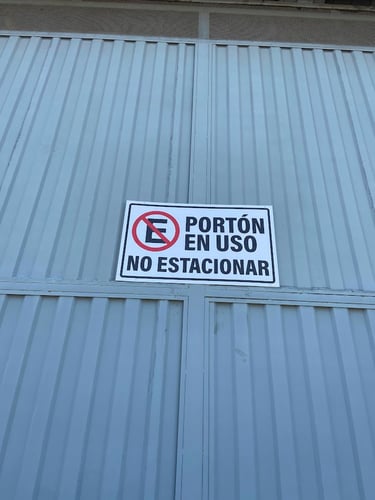 E PORTÓN
EN USO
NO ESTACIONAR